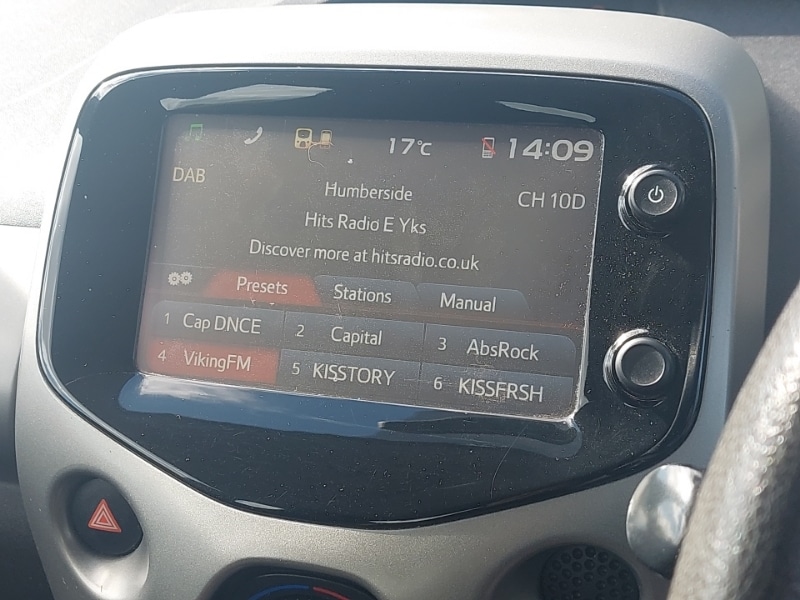 17°C 14:09
DAB Humberside CH 10D
Hits Radio E Yks
Discover more at hitsradio.co.uk
Presets Stations Manual
1 Cap DNCE 2 Capital 3 AbsRock
4 VikingFM 5 KISSTORY 6 KISSFRSH